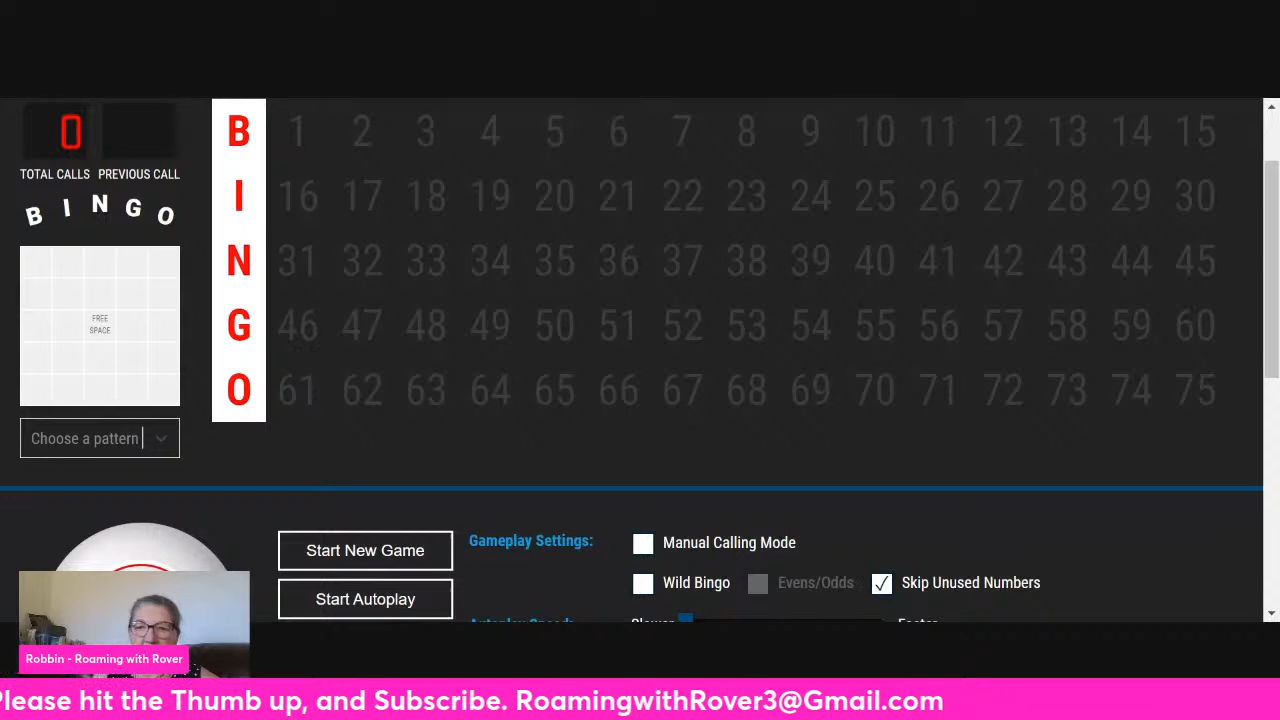 0
TOTAL CALLS PREVIOUS CALL
B I N G O
FREE
SPACE
Choose a pattern
B 1 2 3 4 5 6 7 8 9 10 11 12 13 14 15
I 16 17 18 19 20 21 22 23 24 25 26 27 28 29 30
N 31 32 33 34 35 36 37 38 39 40 41 42 43 44 45
G 46 47 48 49 50 51 52 53 54 55 56 57 58 59 60
O 61 62 63 64 65 66 67 68 69 70 71 72 73 74 75
Start New Game
Start Autoplay
Gameplay Settings:
Manual Calling Mode
Wild Bingo Evens/Odds Skip Unused Numbers
Robbin - Roaming with Rover
Please hit the Thumb up, and Subscribe. RoamingwithRover3@Gmail.com